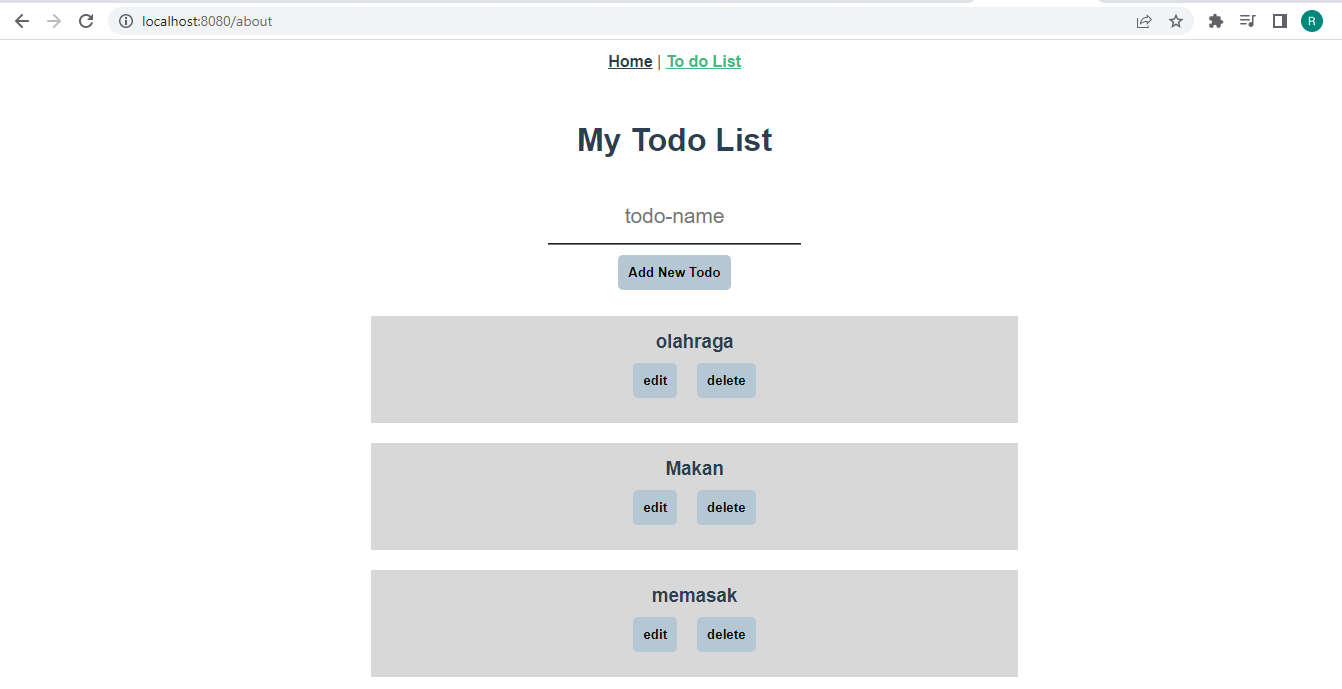 localhost:8080/about
R
Home | To do List
My Todo List
todo-name
Add New Todo
olahraga
edit delete
Makan
edit delete
memasak
edit delete